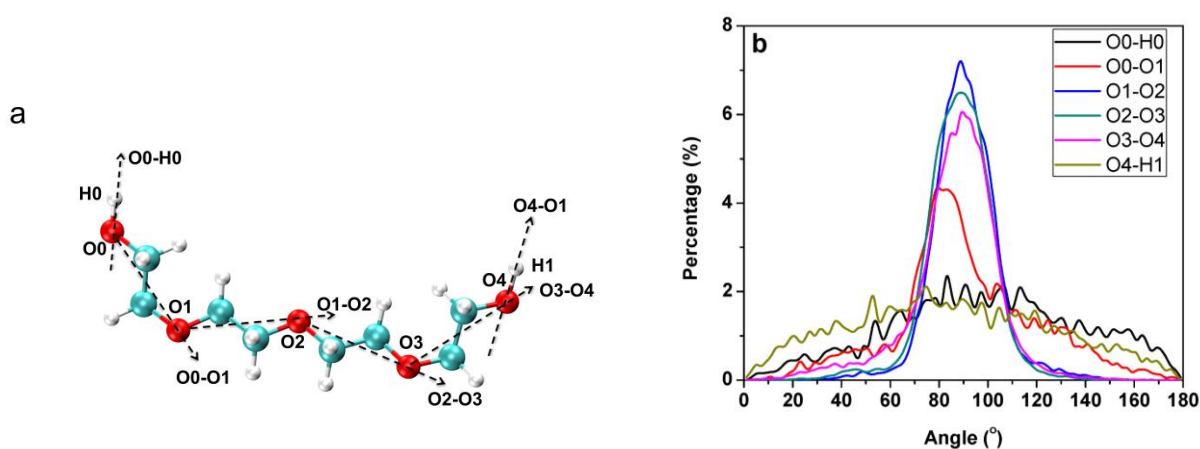 a
O0-H0
H0
O0
O1
O0-O1
O1-O2
O2
O3
O2-O3
O4-O1
H1
O4
O3-O4
b
8
6
4
2
0
Percentage (%)
0 20 40 60 80 100 120 140 160 180
Angle (°)
O0-H0
O0-O1
O1-O2
O2-O3
O3-O4
O4-H1